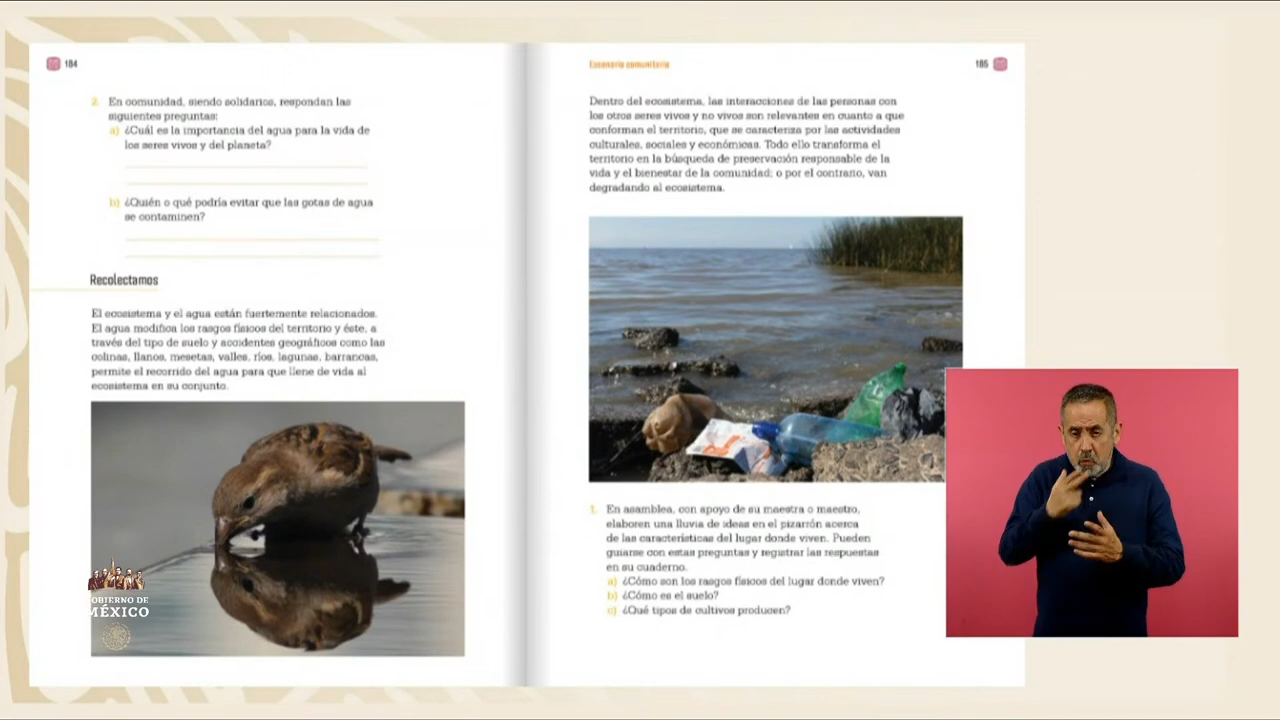 184
2. En comunidad, siendo solidarios, respondan las
siguientes preguntas:
a) ¿Cuál es la importancia del agua para la vida de
los seres vivos y del planeta?
b) ¿Quién o qué podría evitar que las gotas de agua
se contaminen?
Recolectamos
El ecosistema y el agua están fuertemente relacionados.
El agua modifica los rasgos físicos del territorio y éste, a
través del tipo de suelo y accidentes geográficos como las
colinas, llanos, mesetas, valles, ríos, lagunas, barrancas,
permite el recorrido del agua para que llene de vida al
ecosistema en su conjunto.
GOBIERNO DE
MÉXICO
Escenario comunitario
185
Dentro del ecosistema, las interacciones de las personas con
los otros seres vivos y no vivos son relevantes en cuanto a que
conforman el territorio, que se caracteriza por las actividades
culturales, sociales y económicas. Todo ello transforma el
territorio en la búsqueda de preservación responsable de la
vida y el bienestar de la comunidad; o por el contrario, van
degradando al ecosistema.
1. En asamblea, con apoyo de su maestra o maestro,
elaboren una lluvia de ideas en el pizarrón acerca
de las características del lugar donde viven. Pueden
guiarse con estas preguntas y registrar las respuestas
en su cuaderno.
a) ¿Cómo son los rasgos físicos del lugar donde viven?
b) ¿Cómo es el suelo?
c) ¿Qué tipos de cultivos producen?